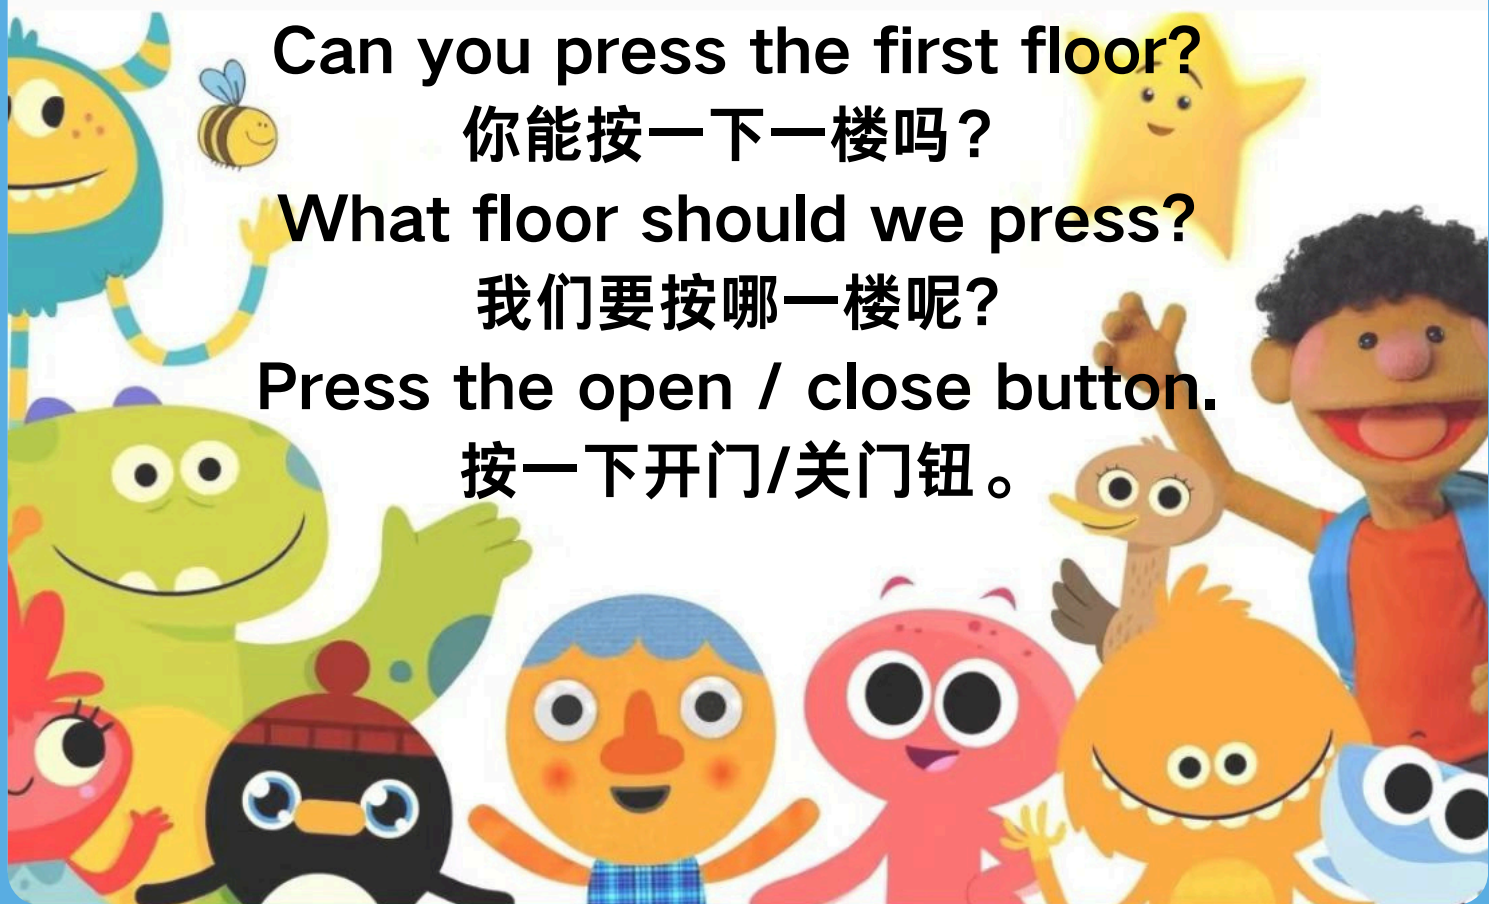 Can you press the first floor?
你能按一下一楼吗？
What floor should we press?
我们要按哪一楼呢？
Press the open / close button.
按一下开门/关门钮。